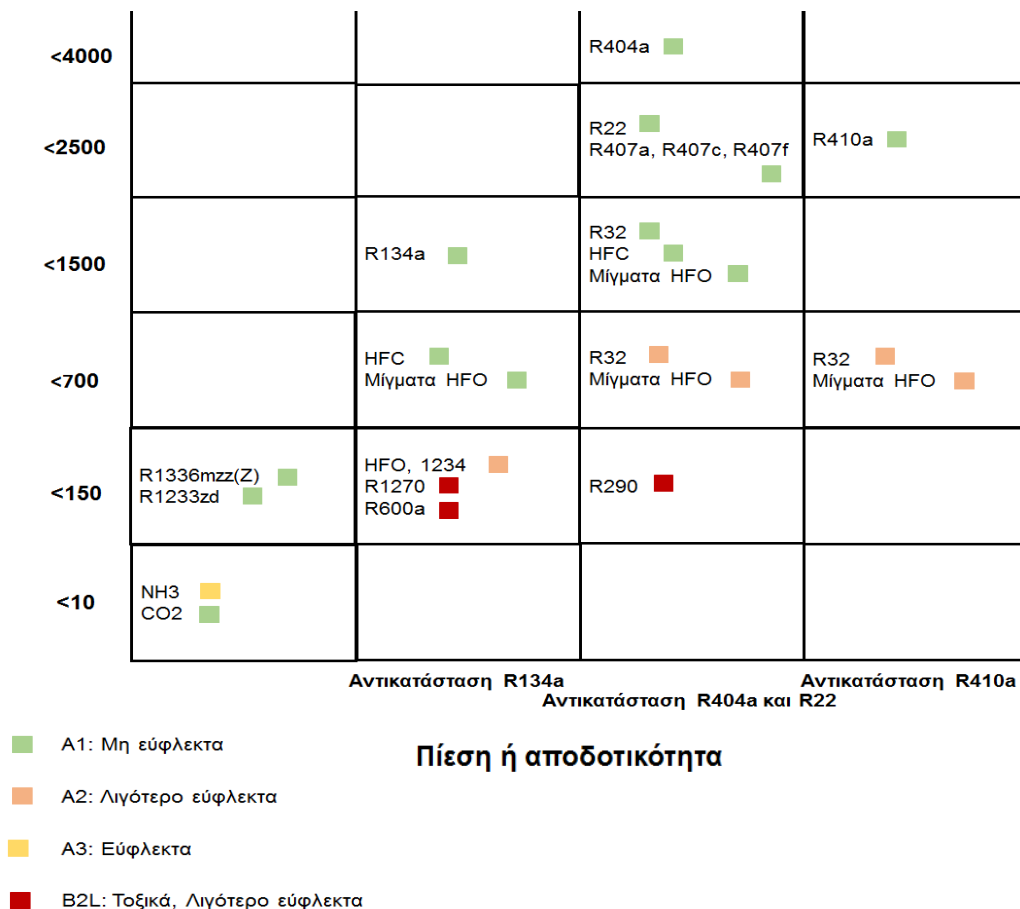 <4000
R404a
<2500
R22
R407a, R407c, R407f
R410a
<1500
R134a
R32
HFC
Μίγματα HFO
<700
HFC
Μίγματα HFO
R32
Μίγματα HFO
R32
Μίγματα HFO
<150
R1336mzz(Z)
R1233zd
HFO, 1234
R1270
R600a
R290
<10
NH3
CO2
Αντικατάσταση R134a
Αντικατάσταση R404a και R22
Αντικατάσταση R410a
Πίεση ή αποδοτικότητα
A1: Μη εύφλεκτα
A2: Λιγότερο εύφλεκτα
A3: Εύφλεκτα
B2L: Τοξικά, Λιγότερο εύφλεκτα